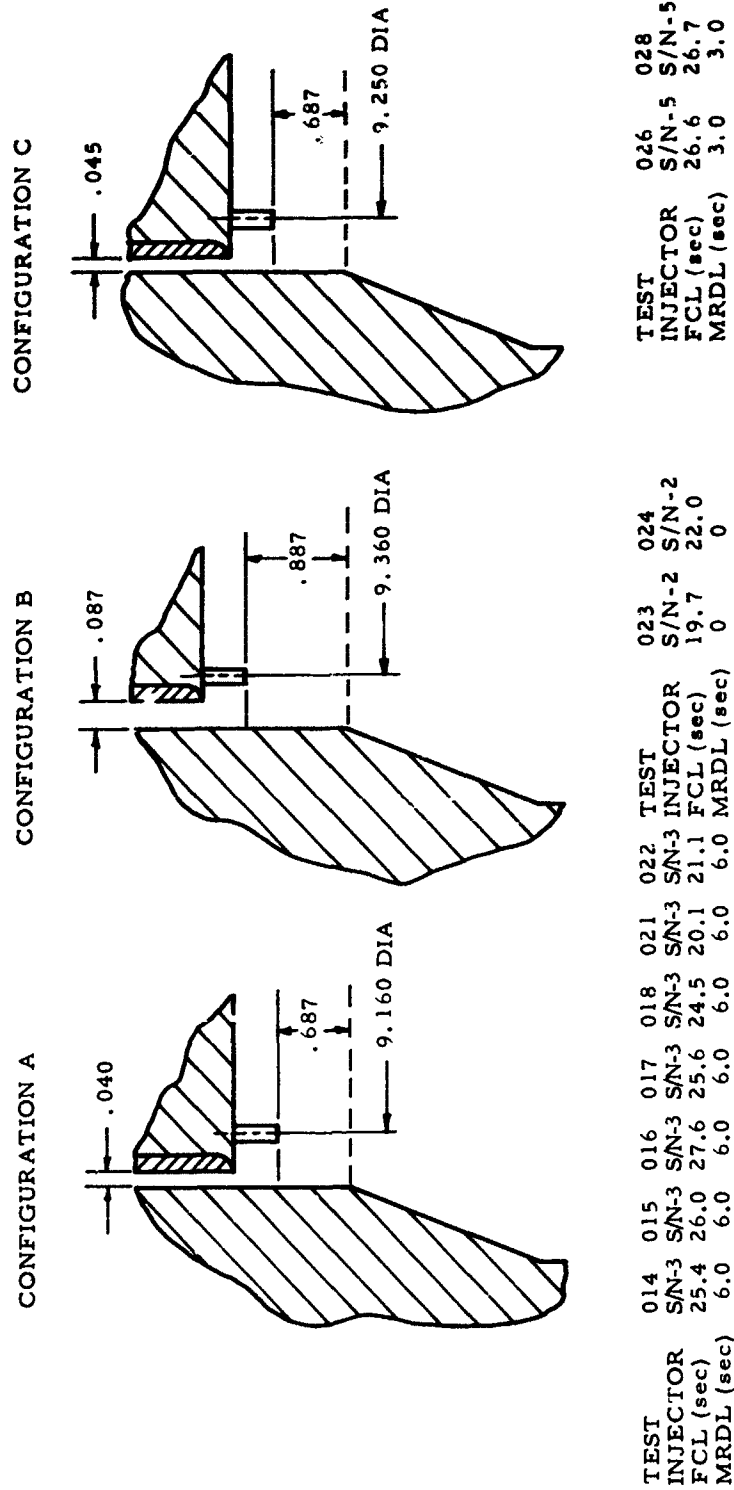 CONFIGURATION A
.040
.687
9.160 DIA
TEST 014 015 016 017 018 021 022
INJECTOR S/N-3 S/N-3 S/N-3 S/N-3 S/N-3 S/N-3 S/N-3
FCL (sec) 25.4 26.0 27.6 25.6 24.5 20.1 21.1
MRDL (sec) 6.0 6.0 6.0 6.0 6.0 6.0 6.0
CONFIGURATION B
.087
.887
9.360 DIA
TEST 023 024
INJECTOR S/N-2 S/N-2
FCL (sec) 19.7 22.0
MRDL (sec) 0 0
CONFIGURATION C
.045
.687
9.250 DIA
TEST 026 028
INJECTOR S/N-5 S/N-5
FCL (sec) 26.6 26.7
MRDL (sec) 3.0 3.0